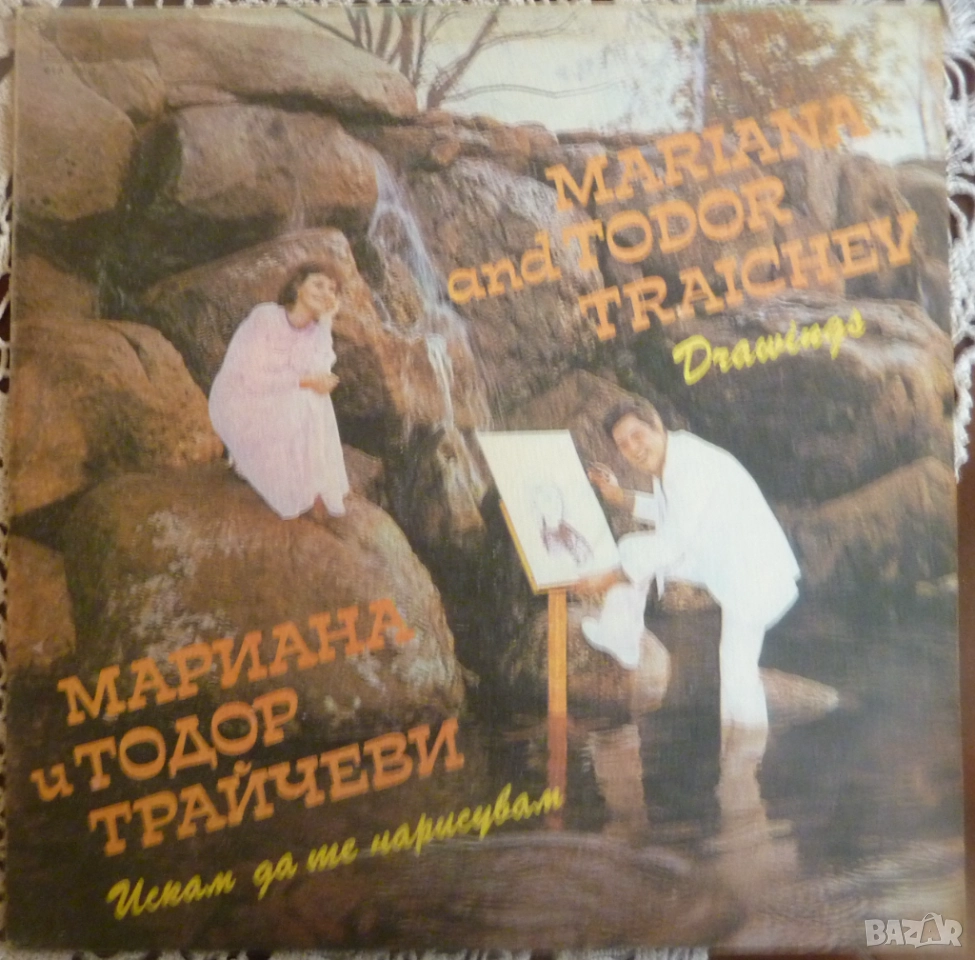 MARIANA
and TODOR
TRAICHEV
Drawings
МАРИАНА
и ТОДОР
ТРАЙЧЕВИ
Искам да те нарисувам
BAZAR